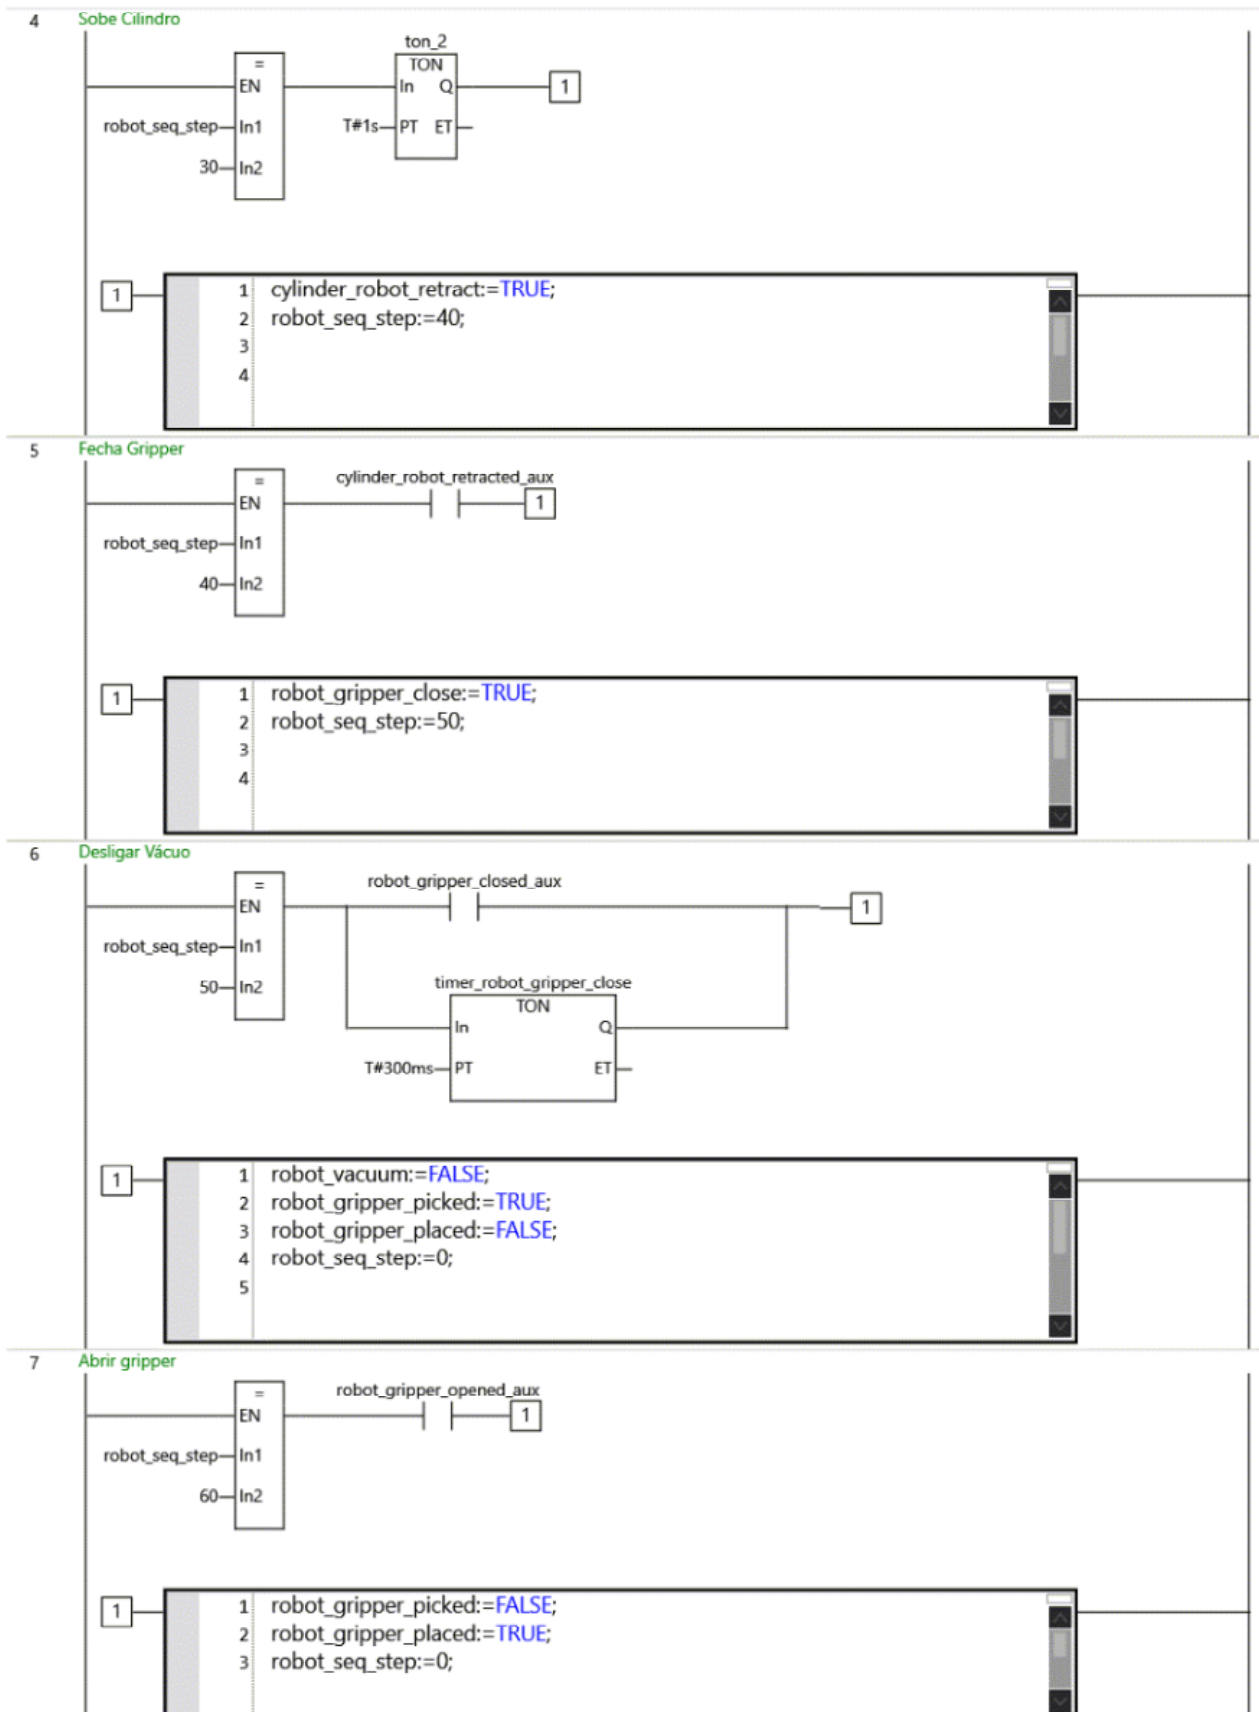 4 Sobe Cilindro
ton_2
= TON
EN In Q 1
robot_seq_step In1 T#1s PT ET
30 In2
1
1 cylinder_robot_retract:=TRUE;
2 robot_seq_step:=40;
3
4
5 Fecha Gripper
= cylinder_robot_retracted_aux
EN 1
robot_seq_step In1
40 In2
1
1 robot_gripper_close:=TRUE;
2 robot_seq_step:=50;
3
4
6 Desligar Vácuo
= robot_gripper_closed_aux
EN 1
robot_seq_step In1
50 In2
timer_robot_gripper_close
TON
In Q
T#300ms PT ET
1
1 robot_vacuum:=FALSE;
2 robot_gripper_picked:=TRUE;
3 robot_gripper_placed:=FALSE;
4 robot_seq_step:=0;
5
7 Abrir gripper
= robot_gripper_opened_aux
EN 1
robot_seq_step In1
60 In2
1
1 robot_gripper_picked:=FALSE;
2 robot_gripper_placed:=TRUE;
3 robot_seq_step:=0;